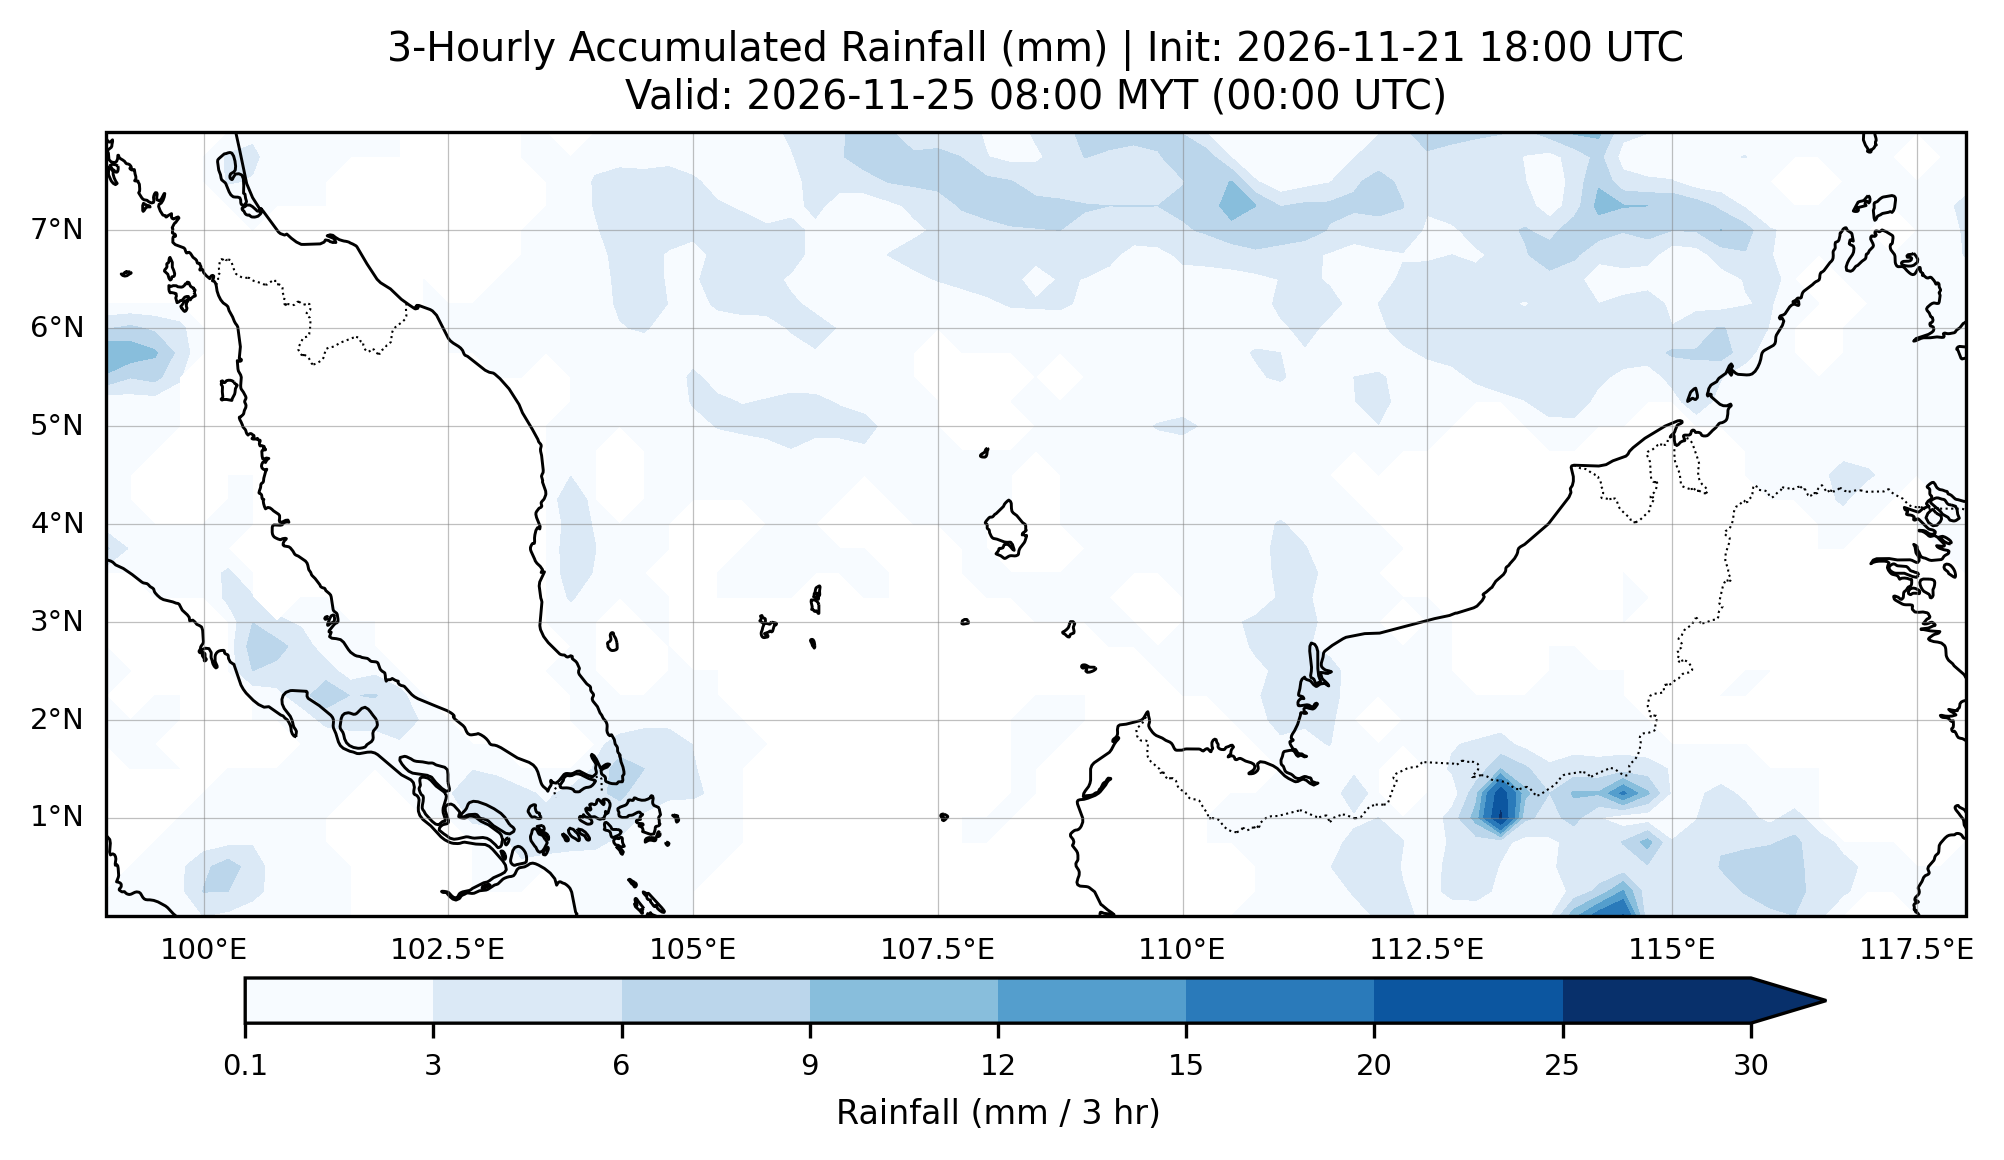 3-Hourly Accumulated Rainfall (mm) | Init: 2026-11-21 18:00 UTC
Valid: 2026-11-25 08:00 MYT (00:00 UTC)
7°N
6°N
5°N
4°N
3°N
2°N
1°N
100°E 102.5°E 105°E 107.5°E 110°E 112.5°E 115°E 117.5°E
0.1 3 6 9 12 15 20 25 30
Rainfall (mm / 3 hr)